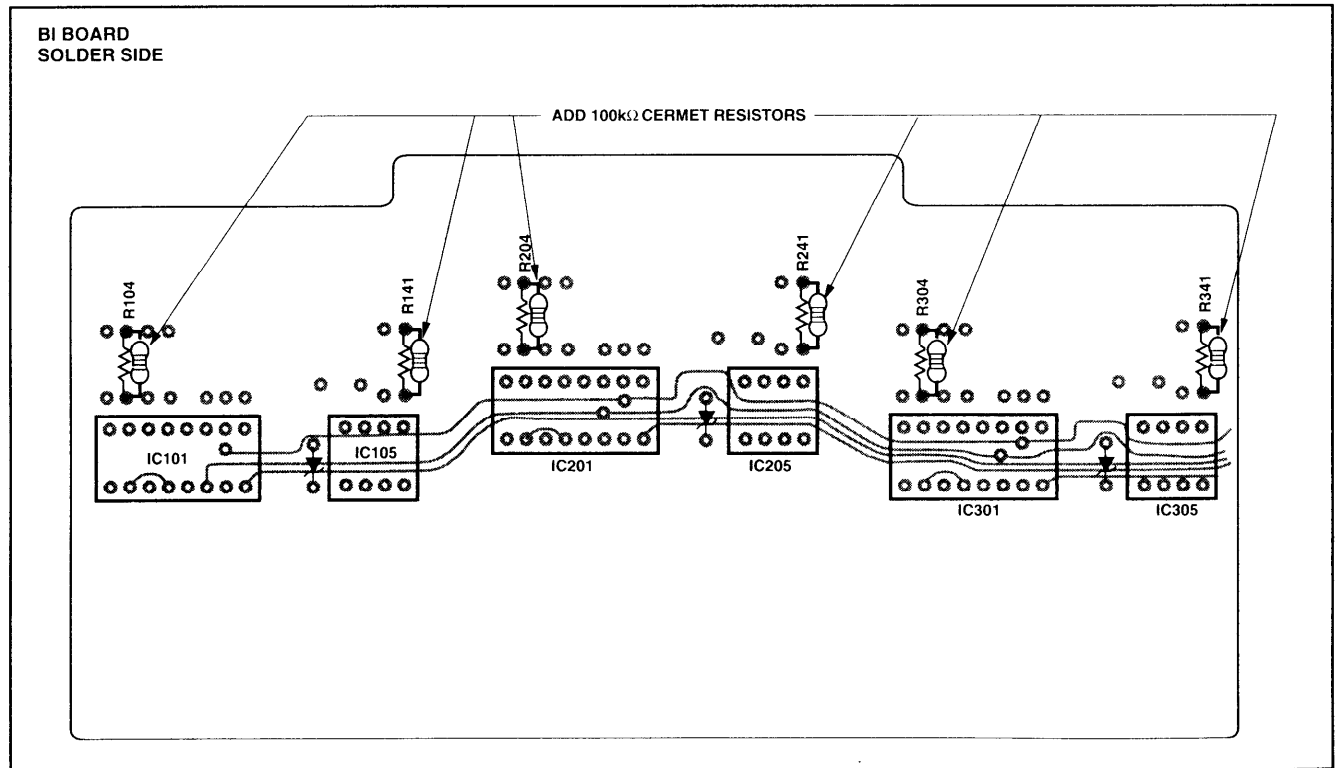 BI BOARD
SOLDER SIDE
ADD 100kΩ CERMET RESISTORS
R104
R141
R204
R241
R304
R341
IC101
IC105
IC201
IC205
IC301
IC305